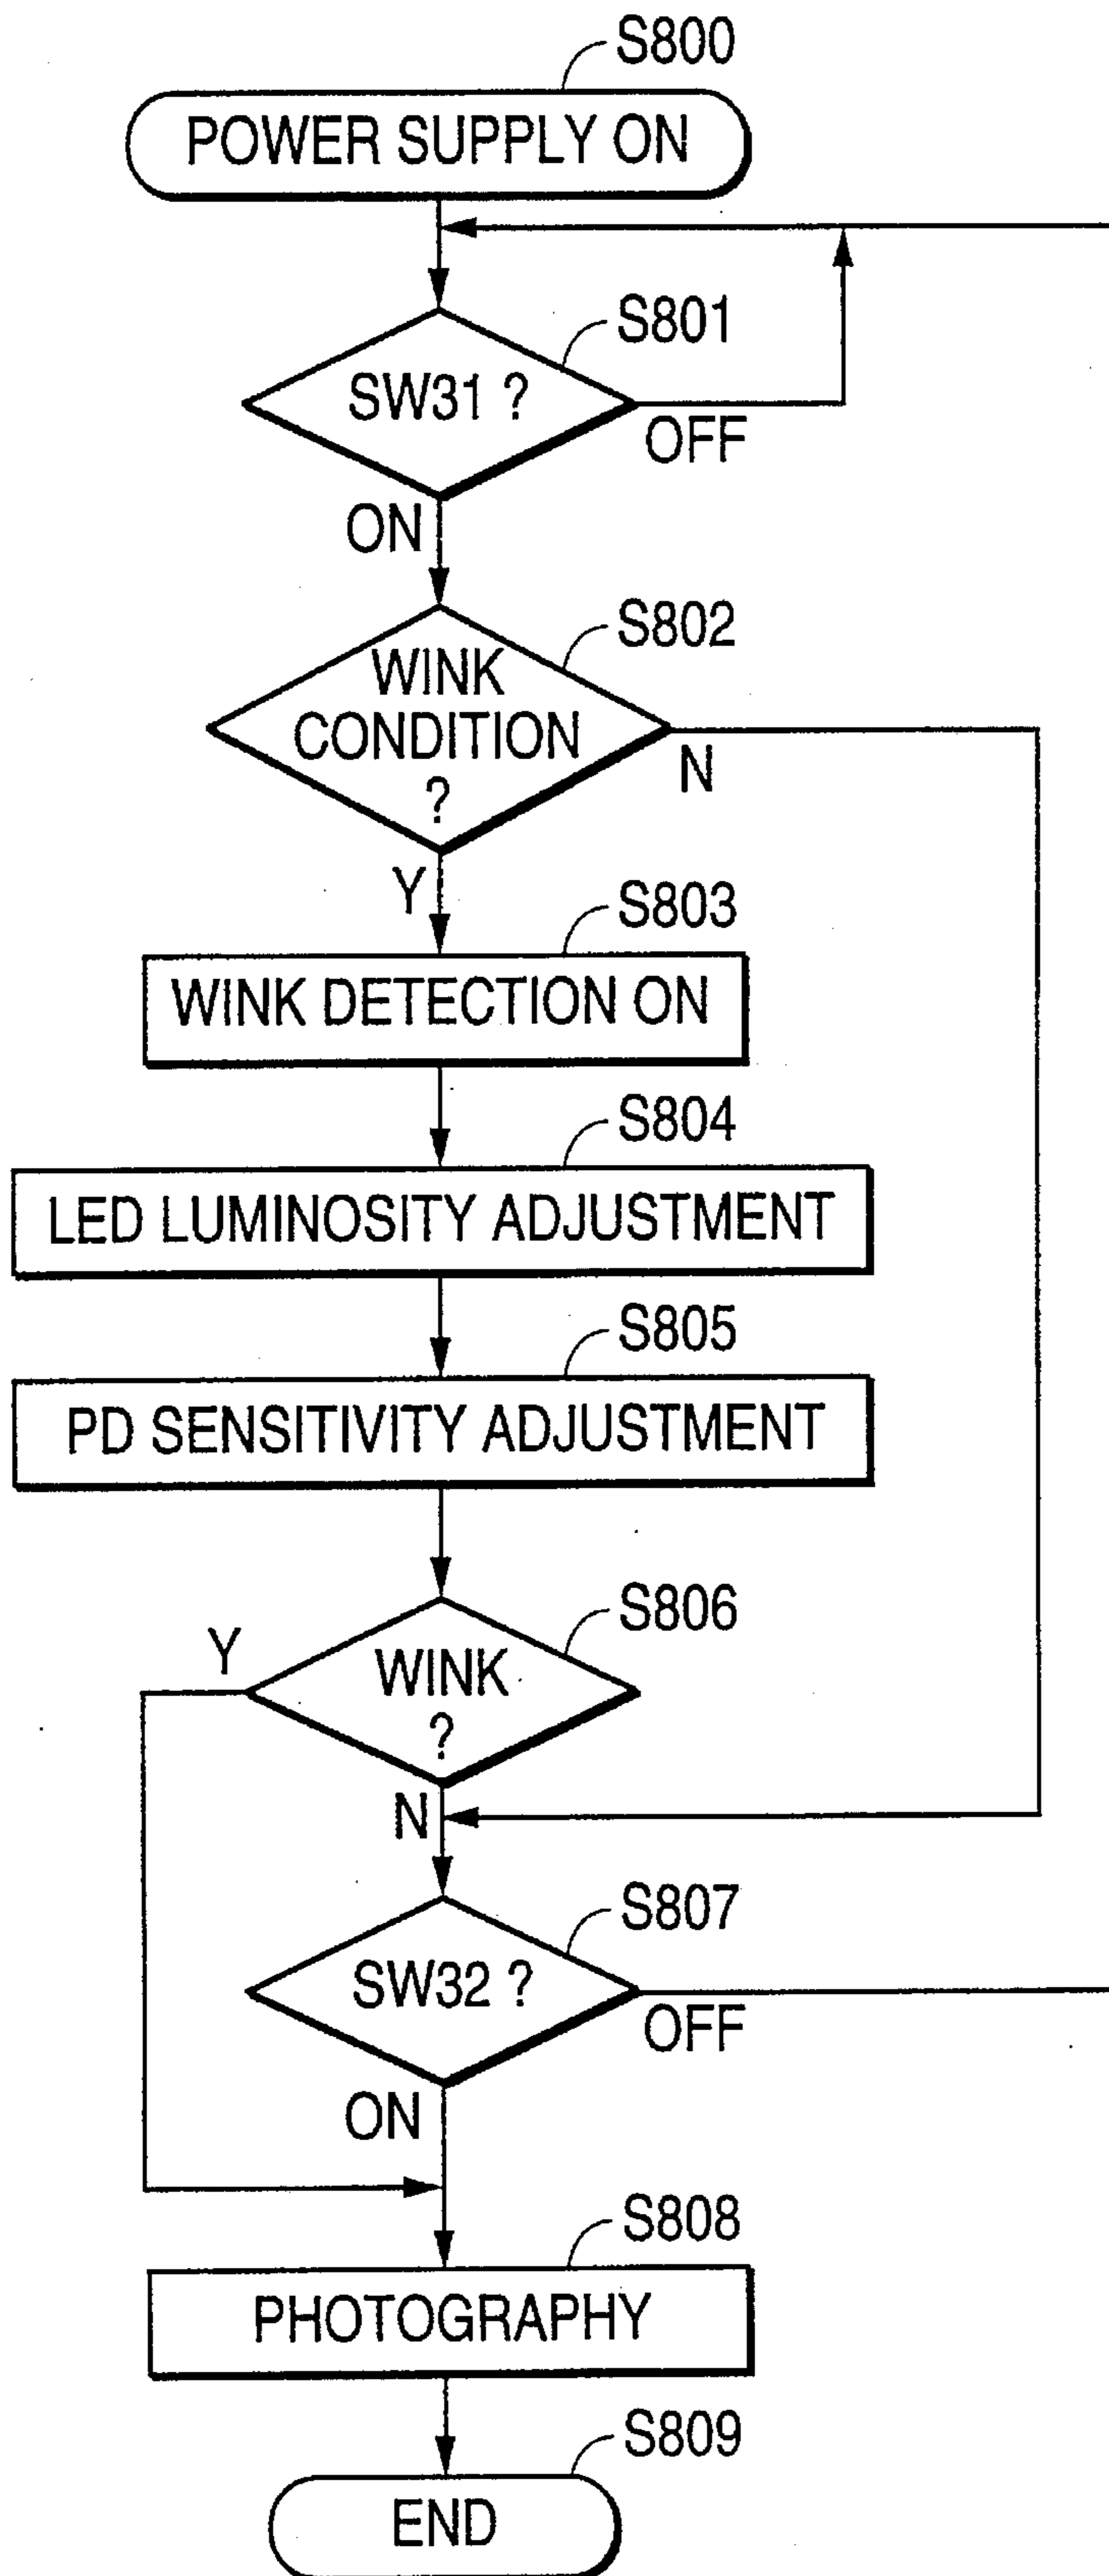 S800
POWER SUPPLY ON
S801
SW31 ?
OFF
ON
S802
WINK
CONDITION
?
N
Y
S803
WINK DETECTION ON
S804
LED LUMINOSITY ADJUSTMENT
S805
PD SENSITIVITY ADJUSTMENT
S806
Y
WINK
?
N
S807
SW32 ?
OFF
ON
S808
PHOTOGRAPHY
S809
END